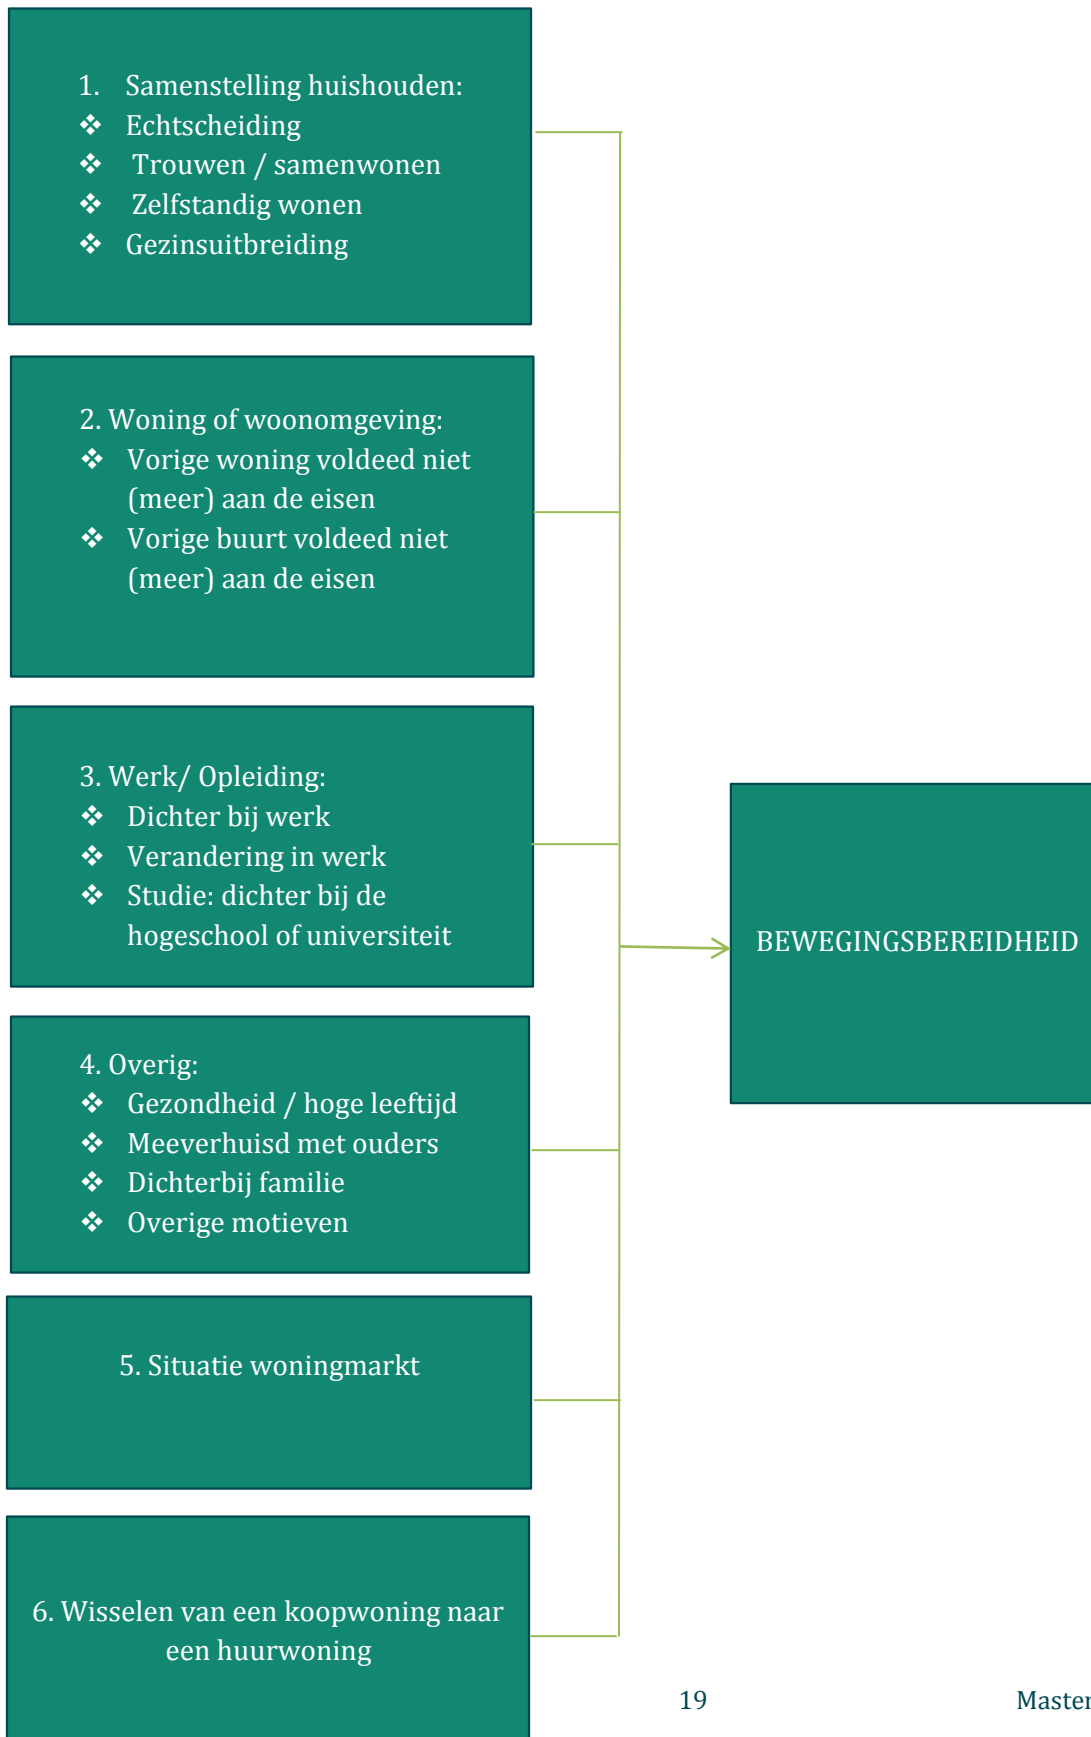 1. Samenstelling huishouden:
❖ Echtscheiding
❖ Trouwen / samenwonen
❖ Zelfstandig wonen
❖ Gezinsuitbreiding
2. Woning of woonomgeving:
❖ Vorige woning voldeed niet
(meer) aan de eisen
❖ Vorige buurt voldeed niet
(meer) aan de eisen
3. Werk/ Opleiding:
❖ Dichter bij werk
❖ Verandering in werk
❖ Studie: dichter bij de
hogeschool of universiteit
BEWEGINGSBEREIDHEID
4. Overig:
❖ Gezondheid / hoge leeftijd
❖ Meeverhuisd met ouders
❖ Dichterbij familie
❖ Overige motieven
5. Situatie woningmarkt
6. Wisselen van een koopwoning naar
een huurwoning
19 Master